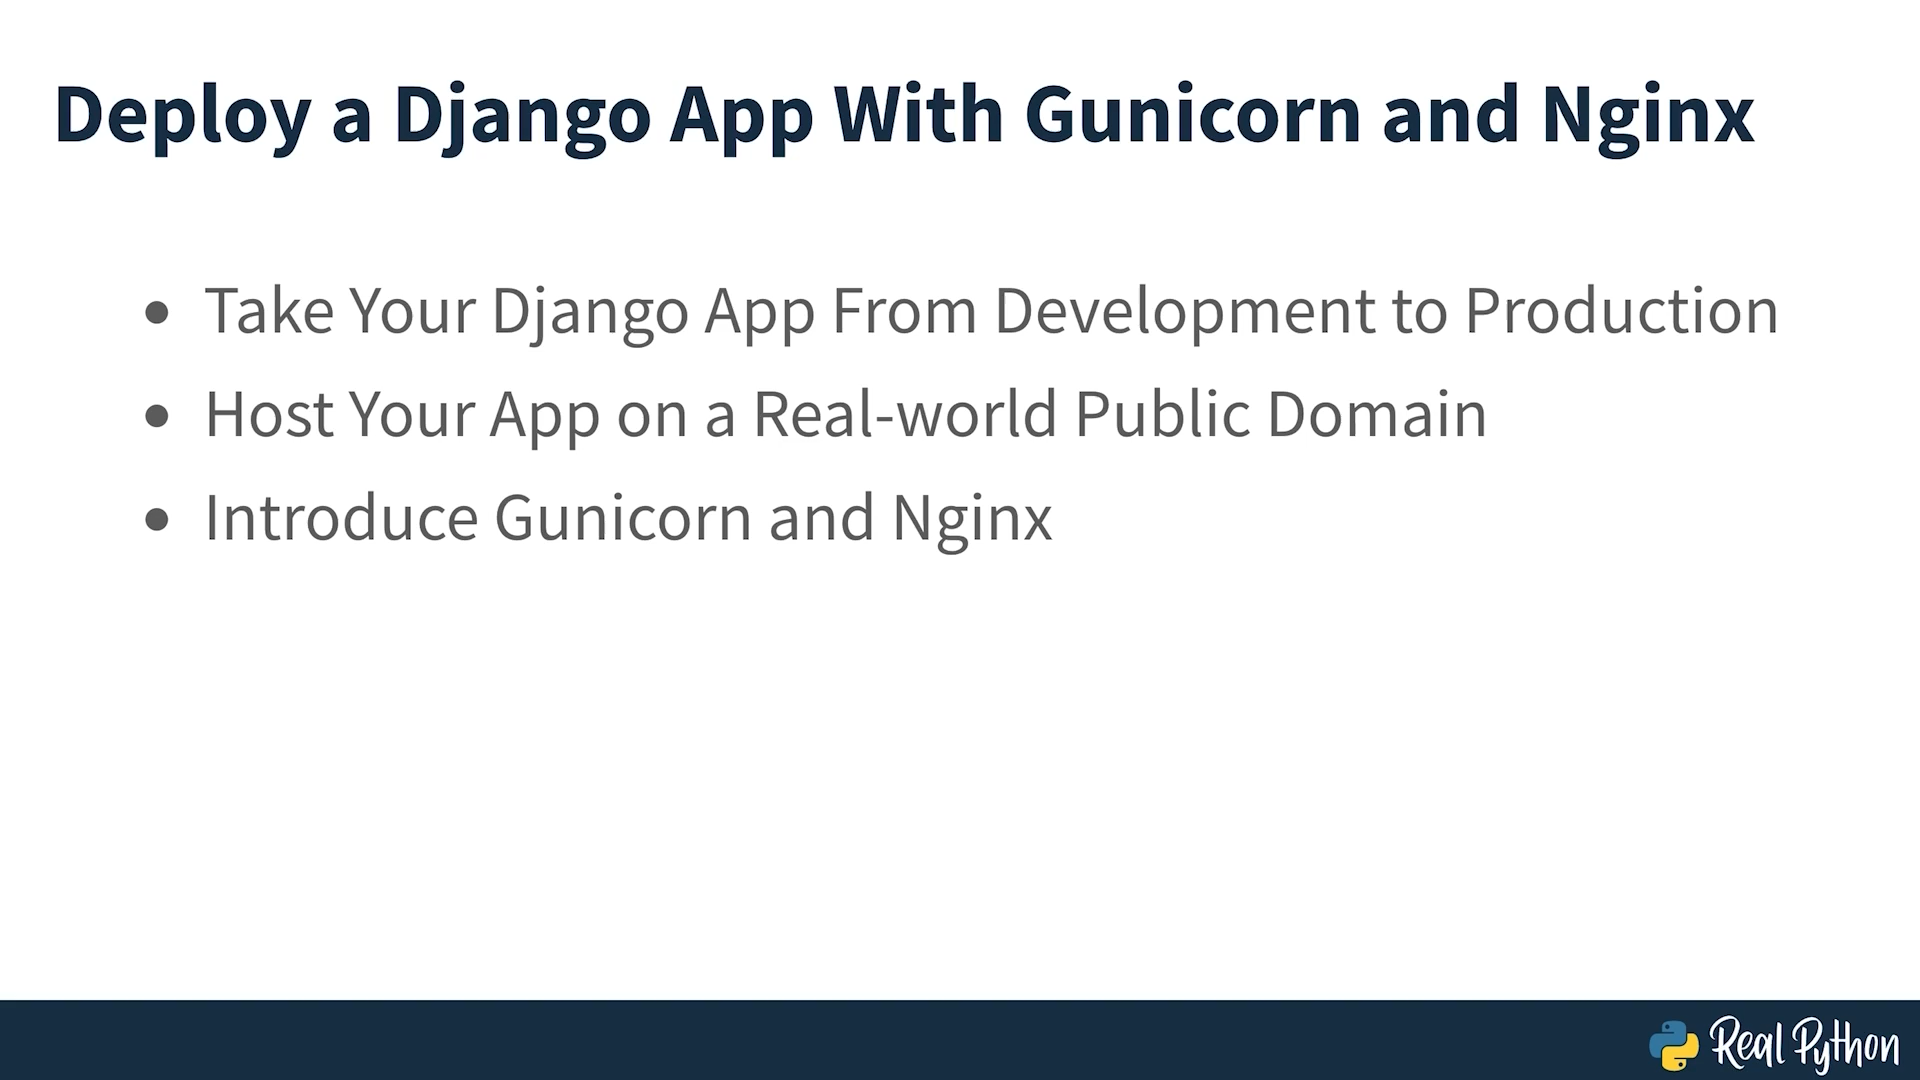 Deploy a Django App With Gunicorn and Nginx
• Take Your Django App From Development to Production
• Host Your App on a Real-world Public Domain
• Introduce Gunicorn and Nginx
Real Python